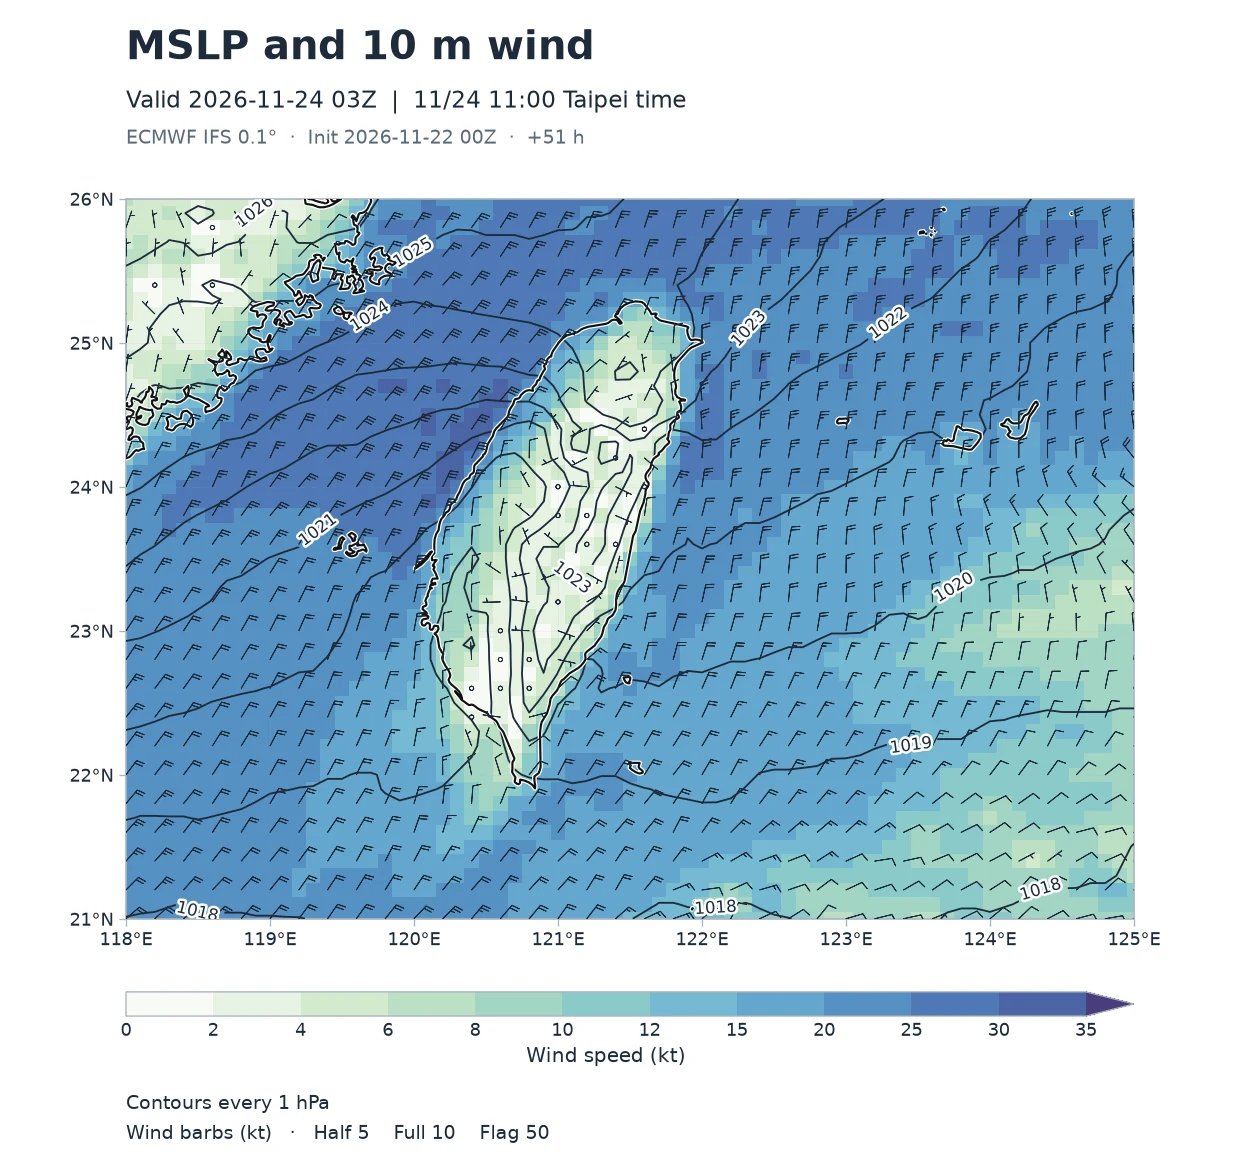 MSLP and 10 m wind
Valid 2026-11-24 03Z | 11/24 11:00 Taipei time
ECMWF IFS 0.1° · Init 2026-11-22 00Z · +51 h
26°N
25°N
24°N
23°N
22°N
21°N
1026
1025
1024
1023
1022
1021
1023
1020
1019
1018
1018
1018
118°E 119°E 120°E 121°E 122°E 123°E 124°E 125°E
0 2 4 6 8 10 12 15 20 25 30 35
Wind speed (kt)
Contours every 1 hPa
Wind barbs (kt) · Half 5 Full 10 Flag 50